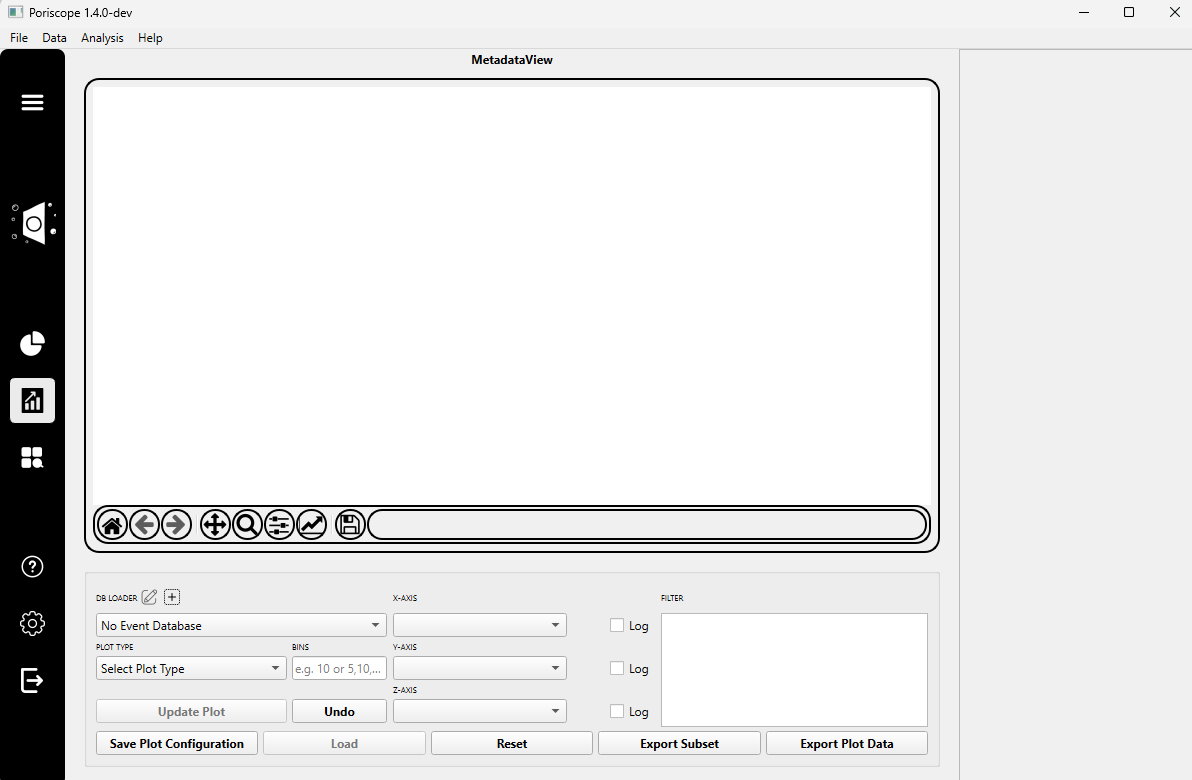 Poriscope 1.4.0-dev
File Data Analysis Help
MetadataView
DB LOADER X-AXIS FILTER
No Event Database Log
PLOT TYPE BINS Y-AXIS
Select Plot Type e.g. 10 or 5,10,... Log
Z-AXIS
Update Plot Undo Log
Save Plot Configuration Load Reset Export Subset Export Plot Data